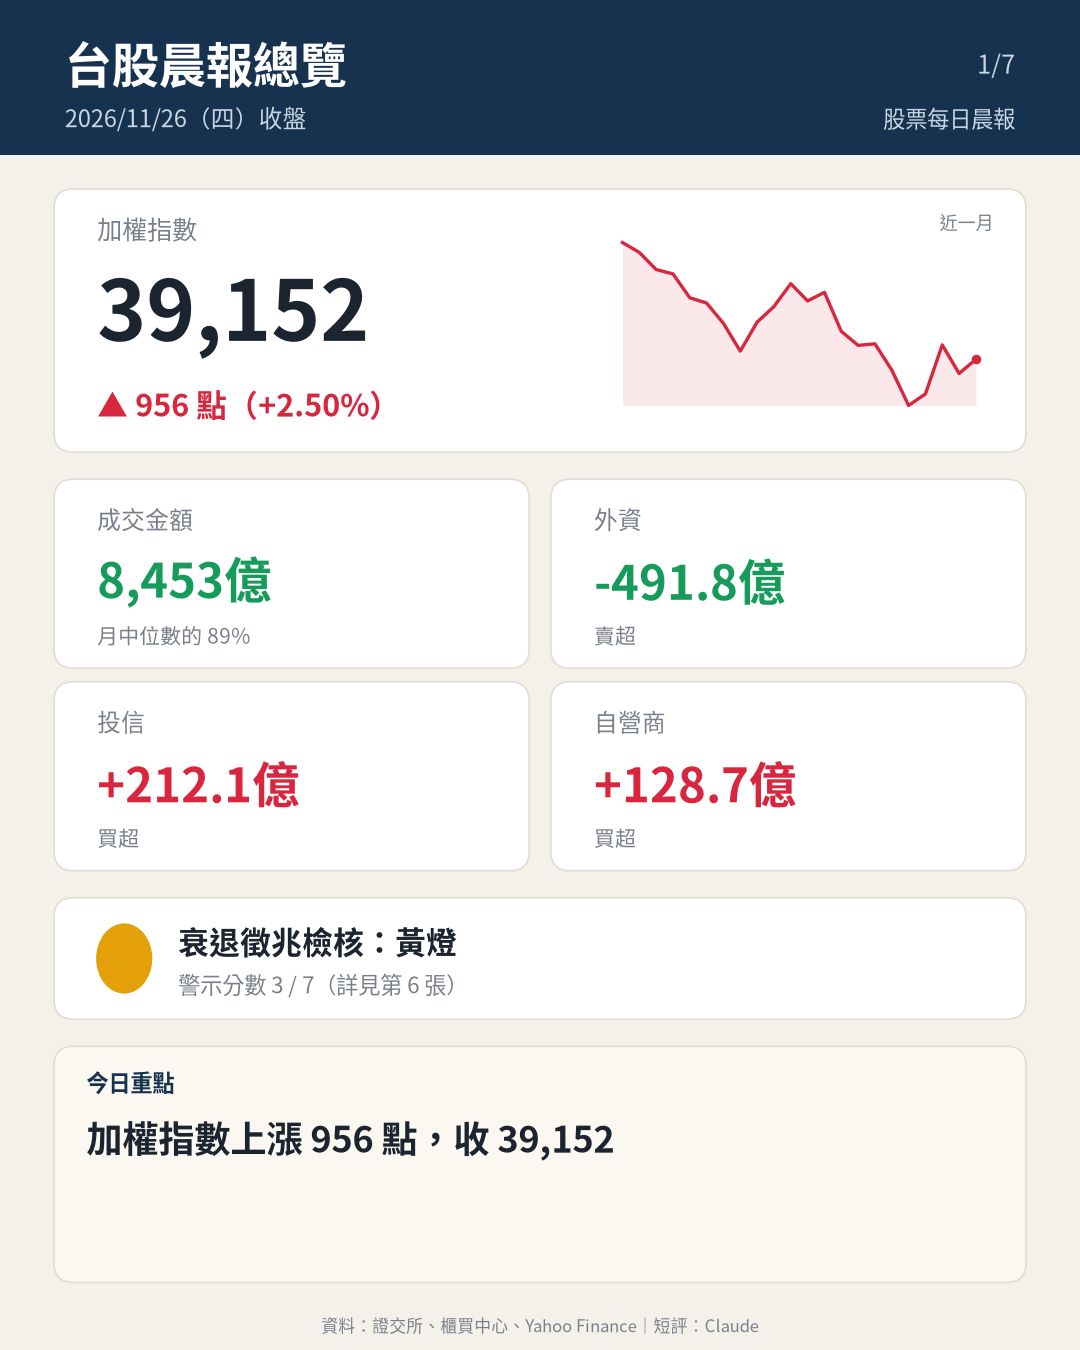 台股晨報總覽
1/7
2026/11/26（四）收盤
股票每日晨報
加權指數
近一月
39,152
▲ 956 點（+2.50%）
成交金額
8,453億
月中位數的 89%
外資
-491.8億
賣超
投信
+212.1億
買超
自營商
+128.7億
買超
衰退徵兆檢核：黃燈
警示分數 3 / 7（詳見第 6 張）
今日重點
加權指數上漲 956 點，收 39,152
資料：證交所、櫃買中心、Yahoo Finance｜短評：Claude